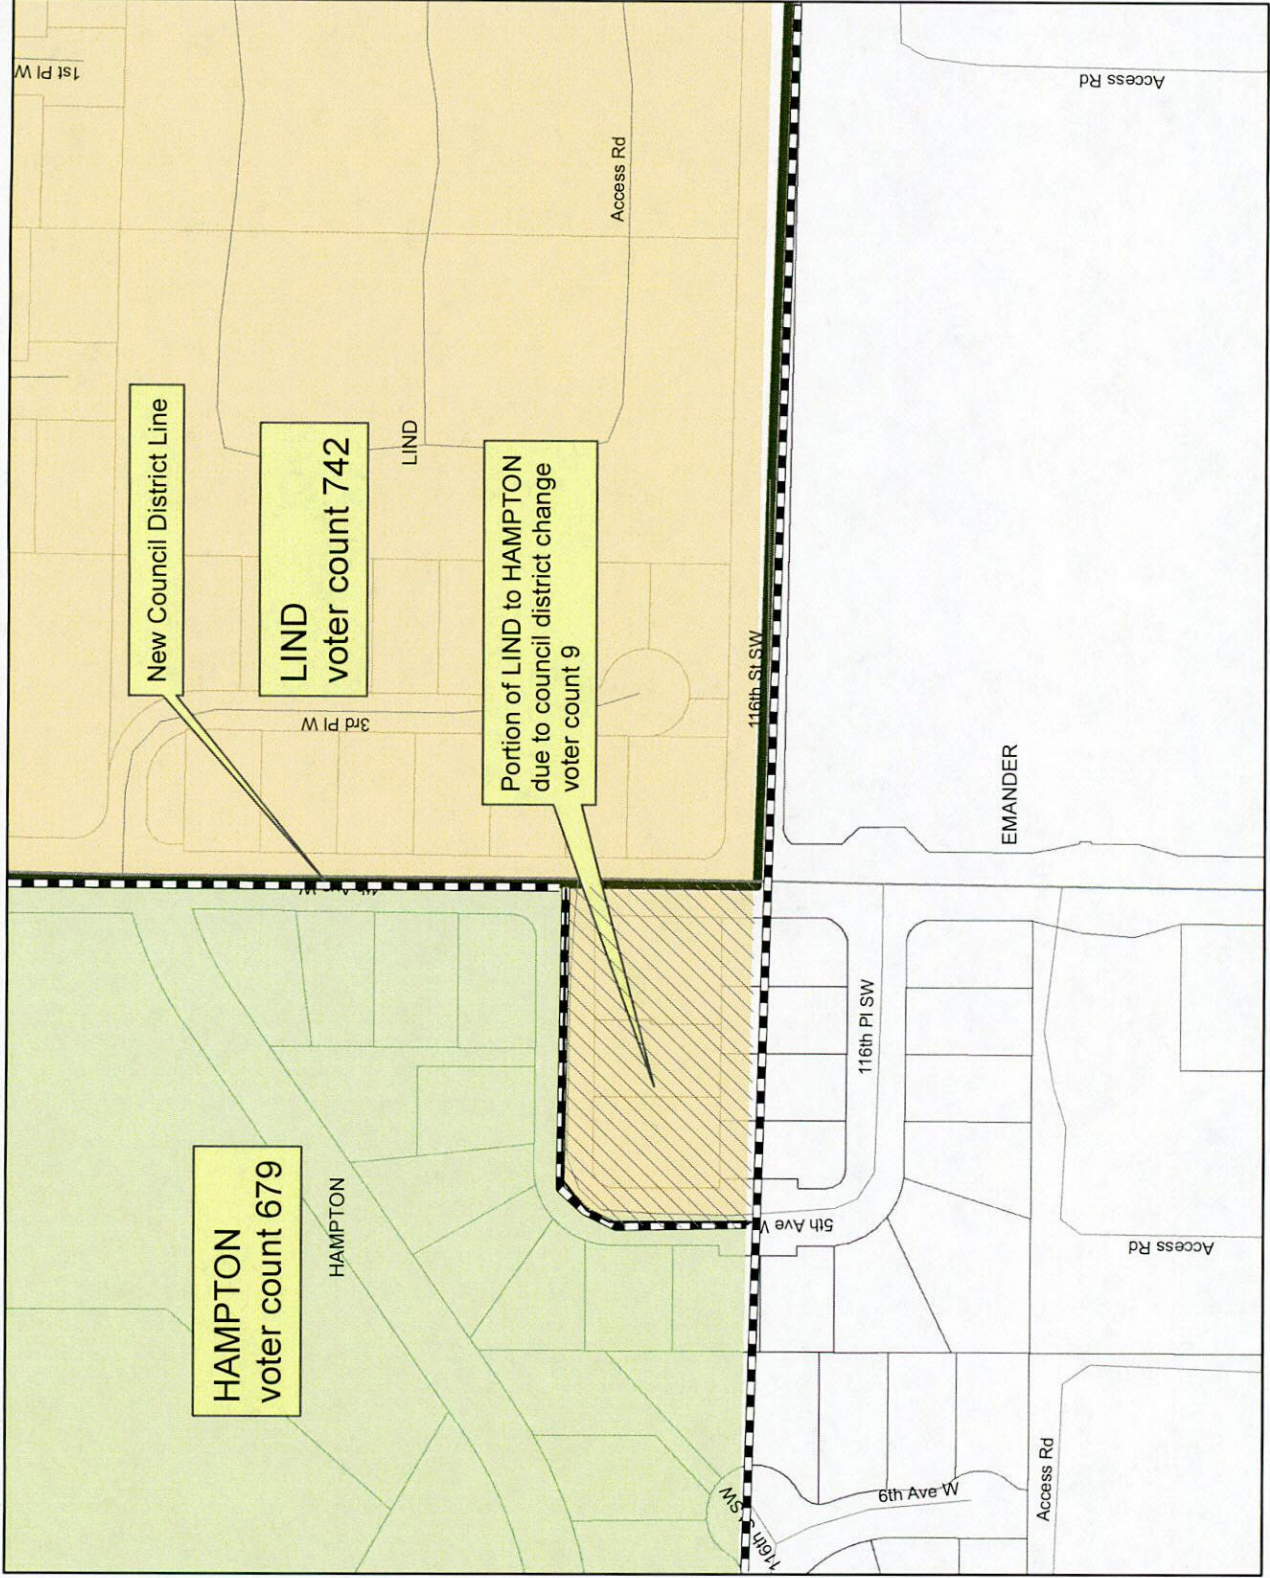 HAMPTON
voter count 679
HAMPTON
New Council District Line
LIND
voter count 742
LIND
Portion of LIND to HAMPTON
due to council district change
voter count 9
1st Pl W
3rd Pl W
Access Rd
116th St SW
5th Ave
116th Pl SW
EMANDER
Access Rd
Access Rd
6th Ave W
Access Rd
116th
SW